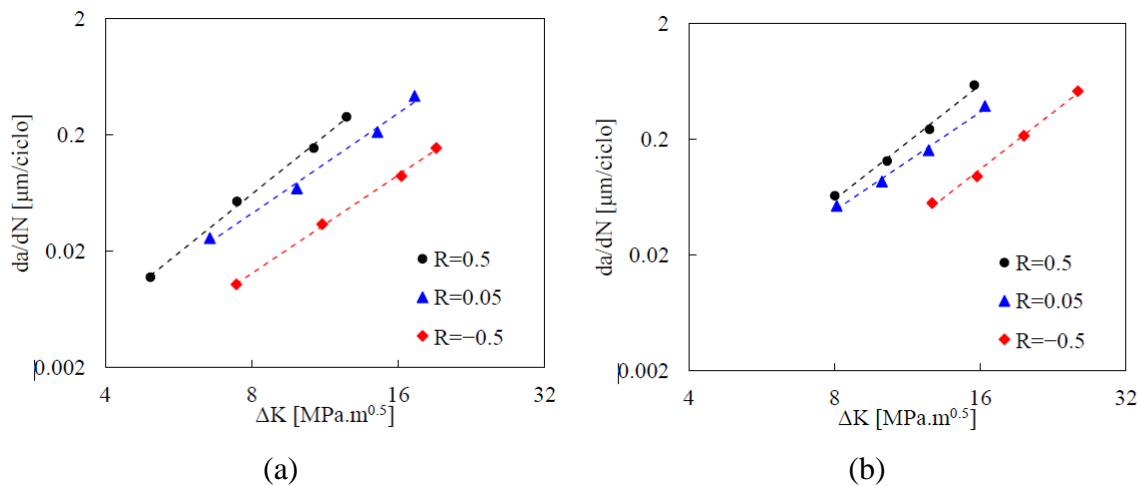 2
0.2
0.02
0.002
da/dN [µm/ciclo]
R=0.5
R=0.05
R=−0.5
4
8
16
32
ΔK [MPa.m^0.5]
(a)
2
0.2
0.02
0.002
da/dN [µm/ciclo]
R=0.5
R=0.05
R=−0.5
4
8
16
32
ΔK [MPa.m^0.5]
(b)